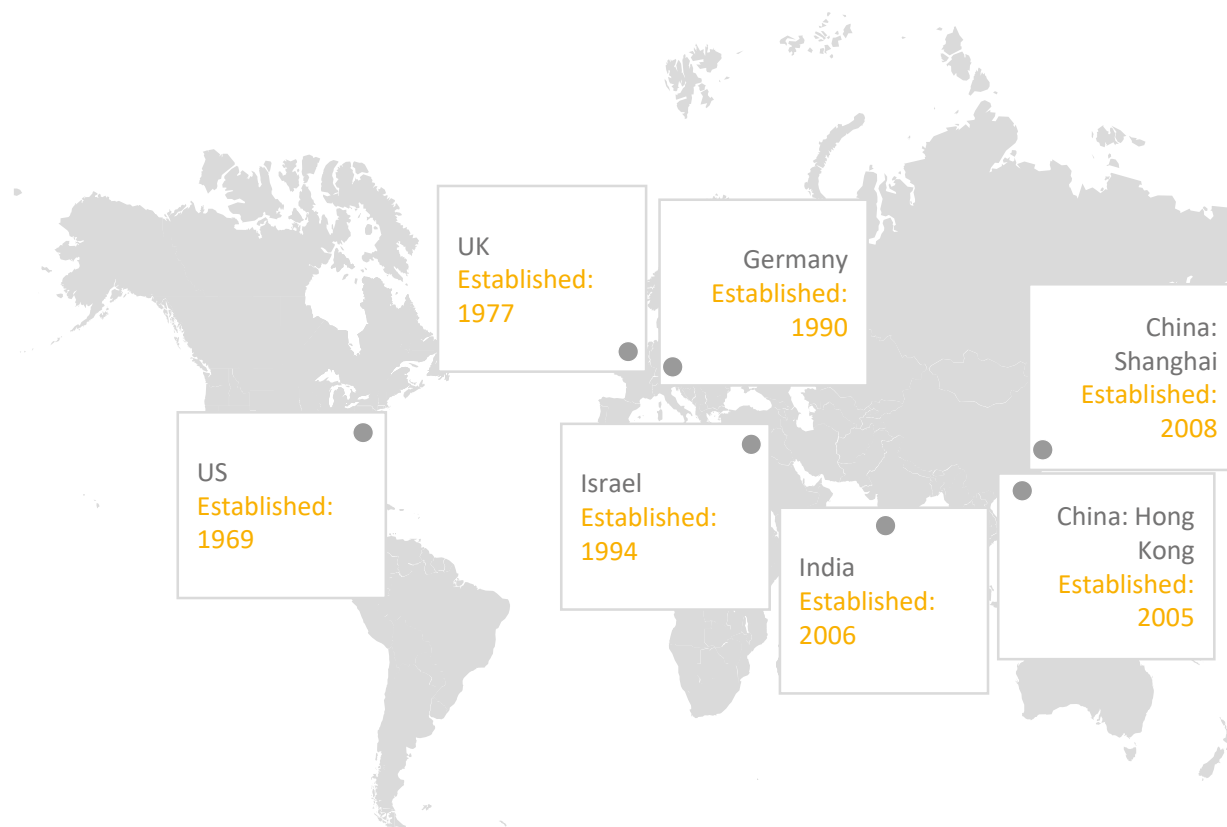 UK
Established:
1977
Germany
Established:
1990
China:
Shanghai
Established:
2008
US
Established:
1969
Israel
Established:
1994
India
Established:
2006
China: Hong
Kong
Established:
2005